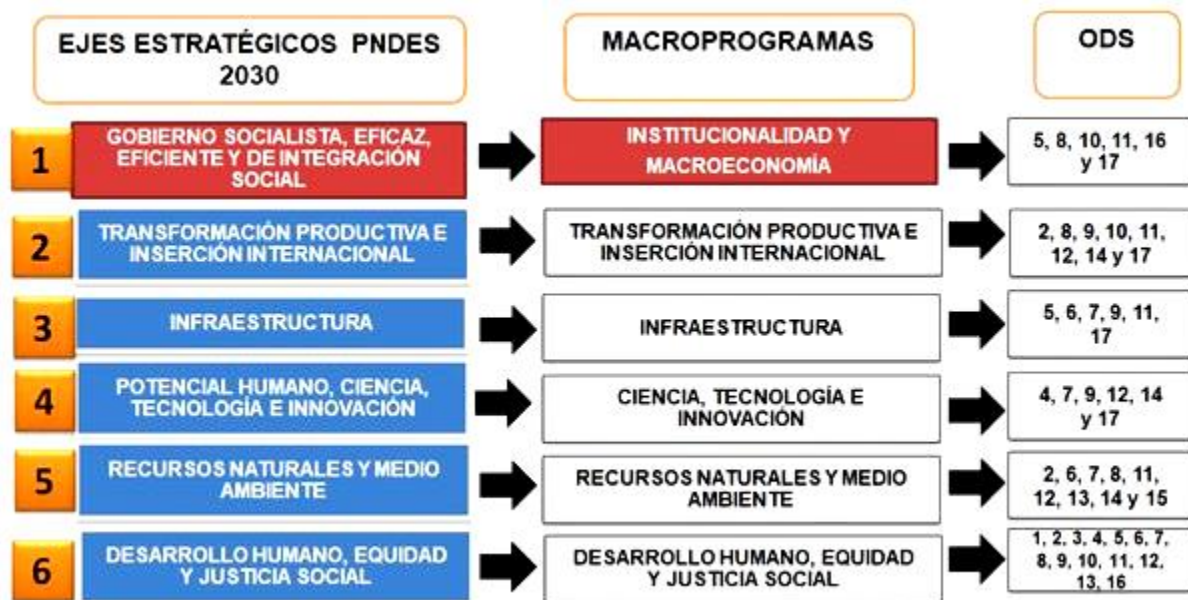 EJES ESTRATÉGICOS PNDES
2030
MACROPROGRAMAS
ODS
1
GOBIERNO SOCIALISTA, EFICAZ,
EFICIENTE Y DE INTEGRACIÓN
SOCIAL
INSTITUCIONALIDAD Y
MACROECONOMÍA
5, 8, 10, 11, 16
y 17
2
TRANSFORMACIÓN PRODUCTIVA E
INSERCIÓN INTERNACIONAL
TRANSFORMACIÓN PRODUCTIVA E
INSERCIÓN INTERNACIONAL
2, 8, 9, 10, 11,
12, 14 y 17
3
INFRAESTRUCTURA
INFRAESTRUCTURA
5, 6, 7, 9, 11,
17
4
POTENCIAL HUMANO, CIENCIA,
TECNOLOGÍA E INNOVACIÓN
CIENCIA, TECNOLOGÍA E
INNOVACIÓN
4, 7, 9, 12, 14
y 17
5
RECURSOS NATURALES Y MEDIO
AMBIENTE
RECURSOS NATURALES Y MEDIO
AMBIENTE
2, 6, 7, 8, 11,
12, 13, 14 y 15
6
DESARROLLO HUMANO, EQUIDAD
Y JUSTICIA SOCIAL
DESARROLLO HUMANO, EQUIDAD
Y JUSTICIA SOCIAL
1, 2, 3, 4, 5, 6, 7,
8, 9, 10, 11, 12,
13, 16